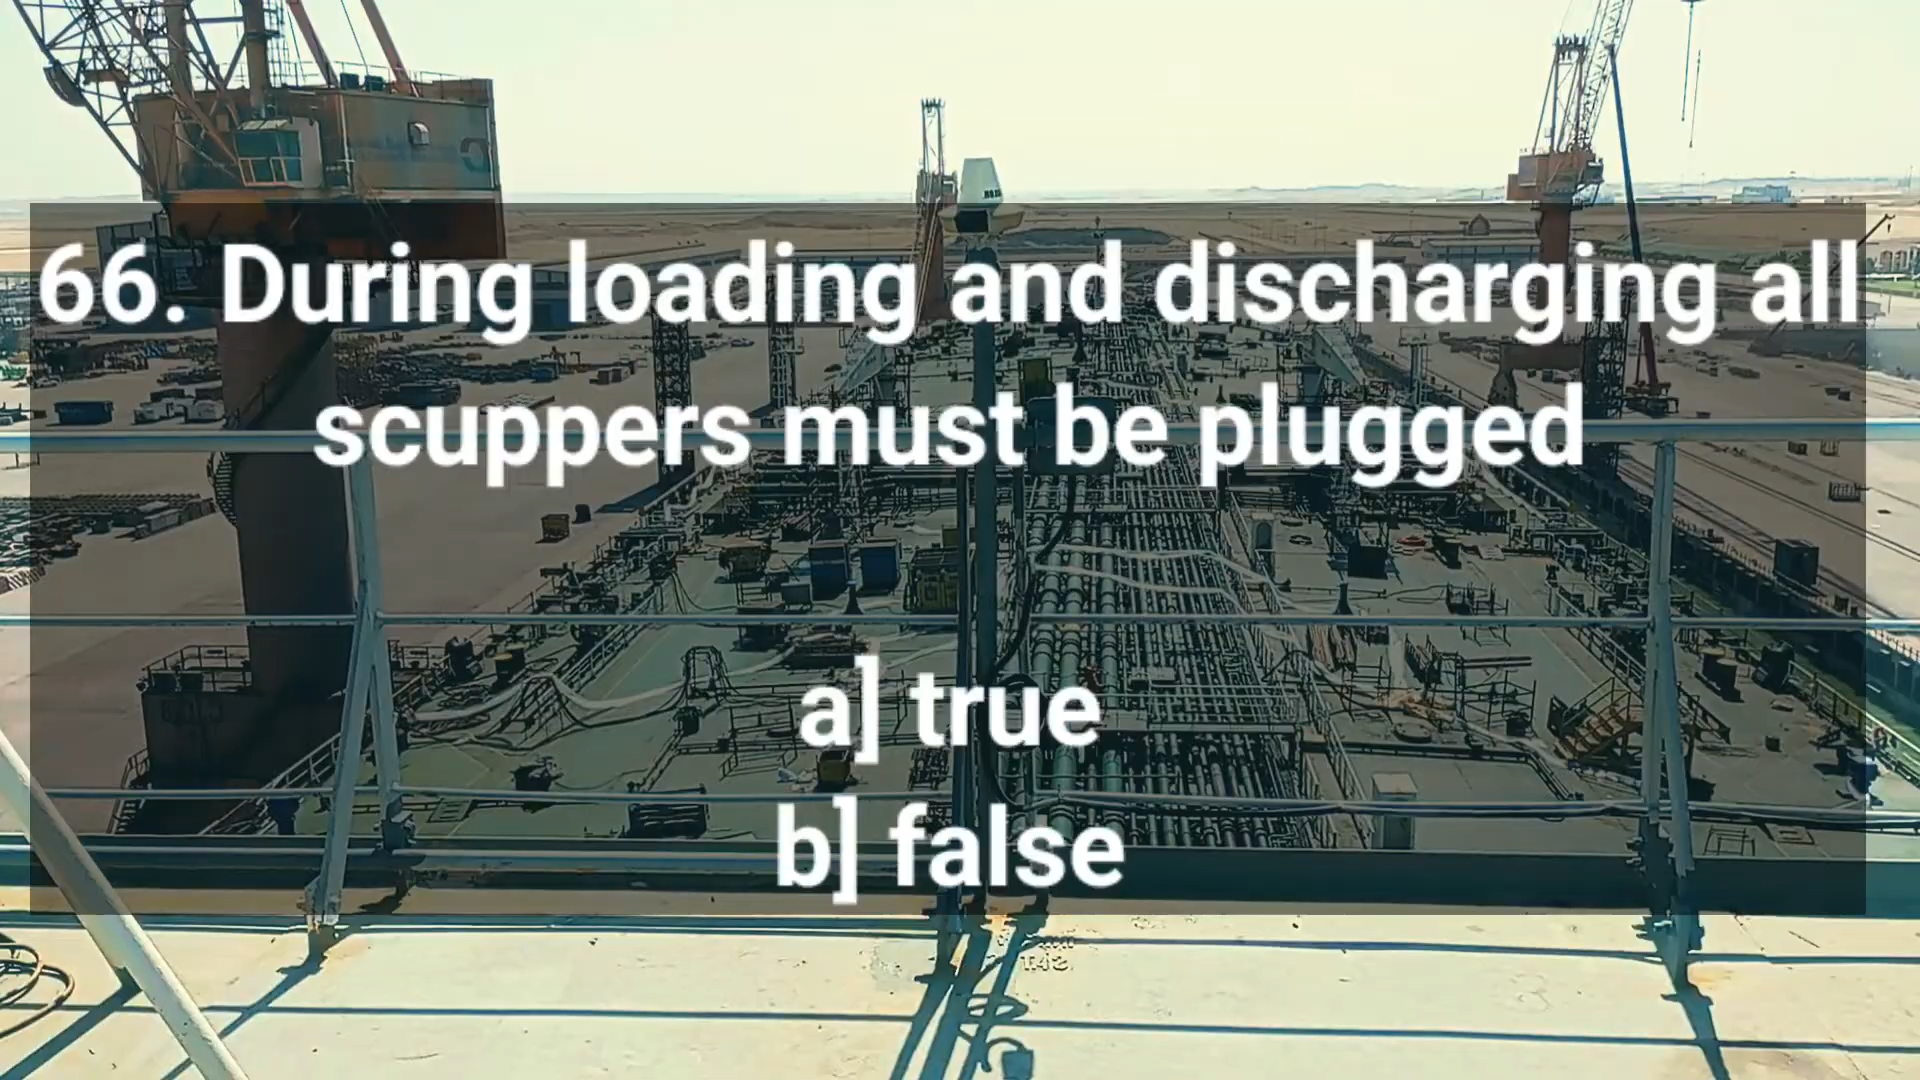 66. During loading and discharging all
scuppers must be plugged
a] true
b] false